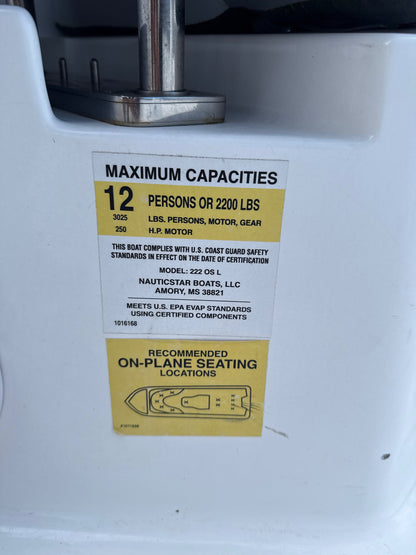 MAXIMUM CAPACITIES
12 PERSONS OR 2200 LBS
3025 LBS. PERSONS, MOTOR, GEAR
250 H.P. MOTOR
THIS BOAT COMPLIES WITH U.S. COAST GUARD SAFETY
STANDARDS IN EFFECT ON THE DATE OF CERTIFICATION
MODEL: 222 OS L
NAUTICSTAR BOATS, LLC
AMORY, MS 38821
MEETS U.S. EPA EVAP STANDARDS
USING CERTIFIED COMPONENTS
1016168
RECOMMENDED
ON-PLANE SEATING
LOCATIONS